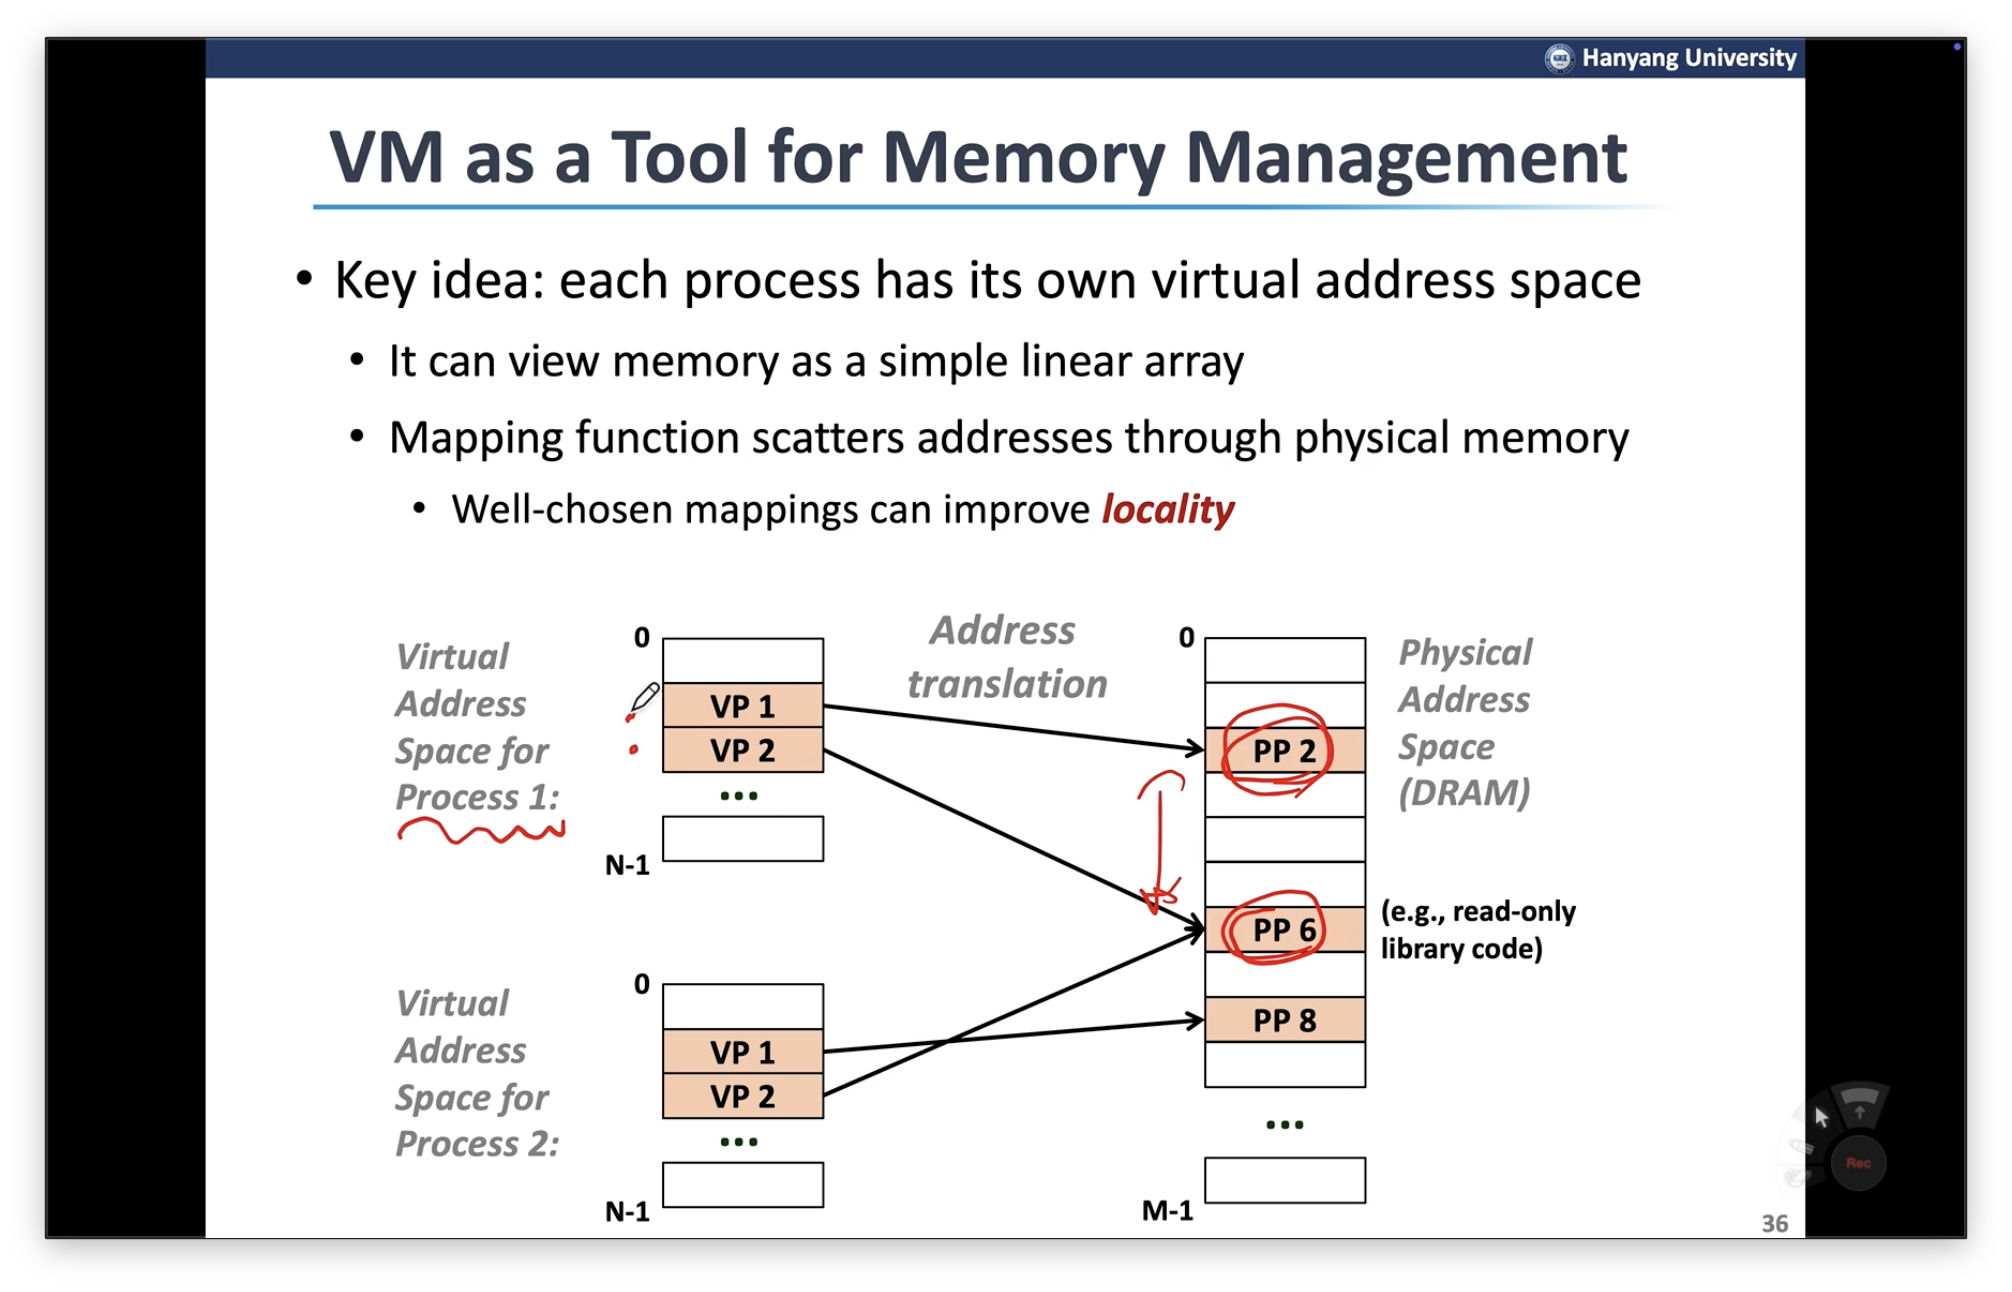 Hanyang University
VM as a Tool for Memory Management
• Key idea: each process has its own virtual address space
• It can view memory as a simple linear array
• Mapping function scatters addresses through physical memory
• Well-chosen mappings can improve locality
Virtual
Address
Space for
Process 1:
0
VP 1
VP 2
...
N-1
Address
translation
0
PP 2
PP 6
PP 8
...
M-1
Physical
Address
Space
(DRAM)
(e.g., read-only
library code)
Virtual
Address
Space for
Process 2:
0
VP 1
VP 2
...
N-1
Rec
36